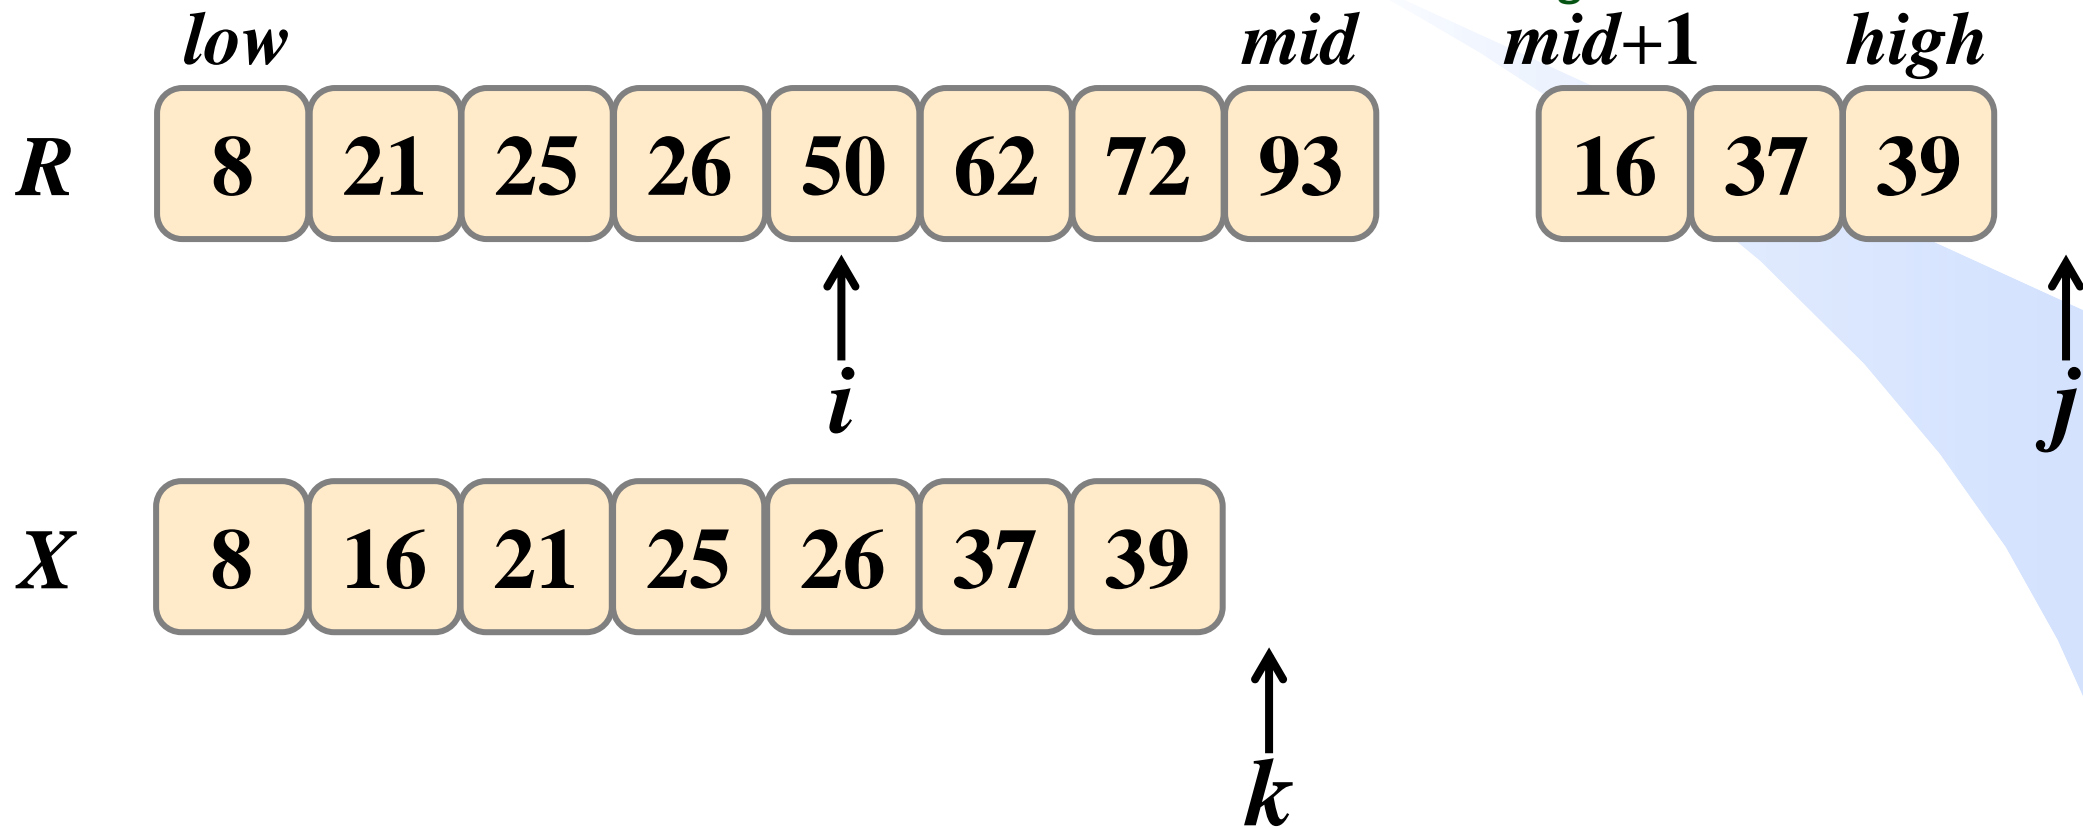 low mid mid+1 high
R 8 21 25 26 50 62 72 93 16 37 39
i j
X 8 16 21 25 26 37 39
k